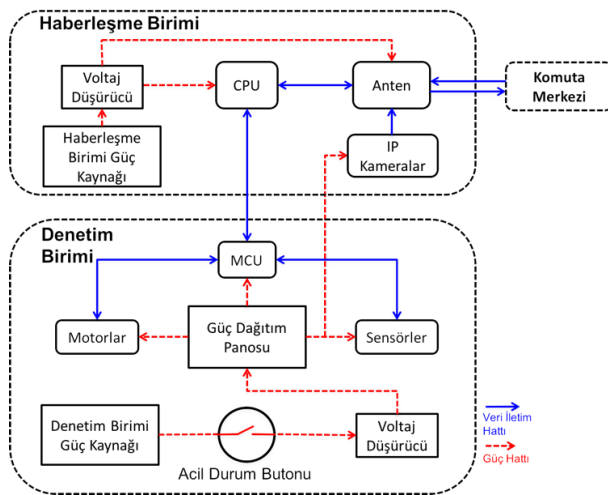 Haberleşme Birimi
Voltaj
Düşürücü
CPU
Anten
Komuta
Merkezi
Haberleşme
Birimi Güç
Kaynağı
IP
Kameralar
Denetim
Birimi
MCU
Motorlar
Güç Dağıtım
Panosu
Sensörler
Denetim Birimi
Güç Kaynağı
Voltaj
Düşürücü
Acil Durum Butonu
Veri İletim
Hattı
Güç Hattı